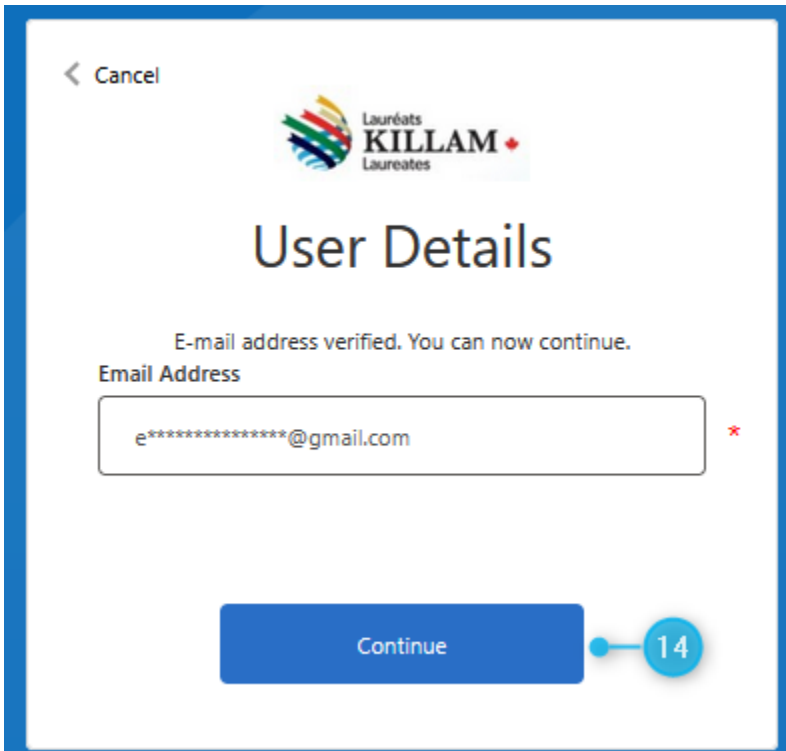 Cancel
Lauréats
KILLAM
Laureates
User Details
E-mail address verified. You can now continue.
Email Address
e***************@gmail.com
*
Continue
14